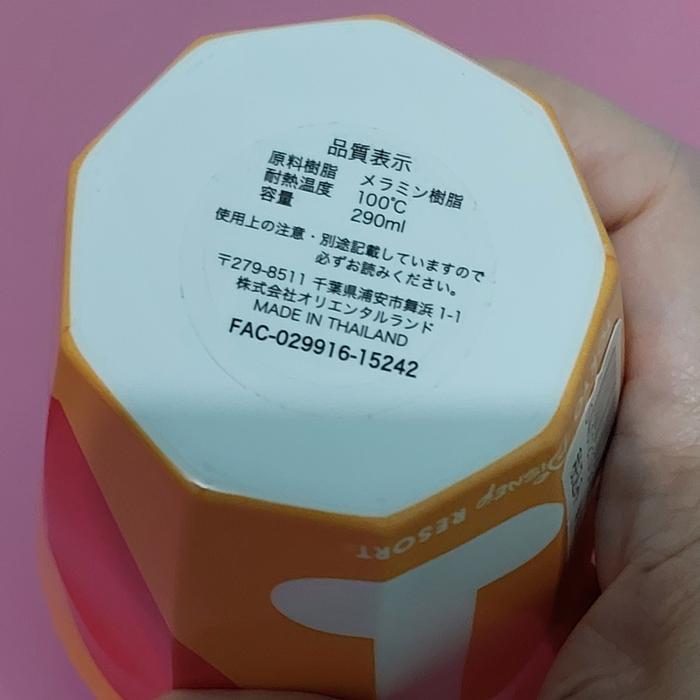 品質表示
原料樹脂 メラミン樹脂
耐熱温度 100℃
容量 290ml
使用上の注意・別途記載していますので
必ずお読みください。
〒279-8511 千葉県浦安市舞浜 1-1
株式会社オリエンタルランド
MADE IN THAILAND
FAC-029916-15242
DISNEY RESORT